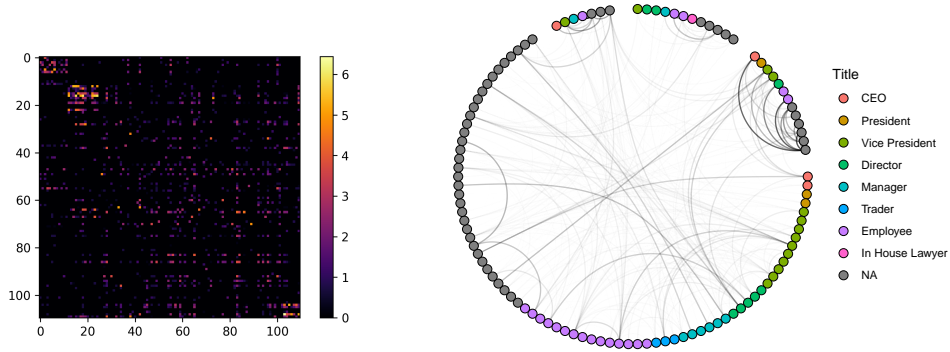 0
20
40
60
80
100
0 20 40 60 80 100
6
5
4
3
2
1
0
Title
CEO
President
Vice President
Director
Manager
Trader
Employee
In House Lawyer
NA